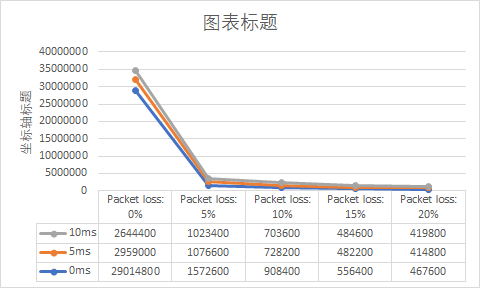 图表标题
坐标轴标题
40000000
35000000
30000000
25000000
20000000
15000000
10000000
5000000
0
Packet loss: 0% Packet loss: 5% Packet loss: 10% Packet loss: 15% Packet loss: 20%
10ms 2644400 1023400 703600 484600 419800
5ms 2959000 1076600 728200 482200 414800
0ms 29014800 1572600 908400 556400 467600